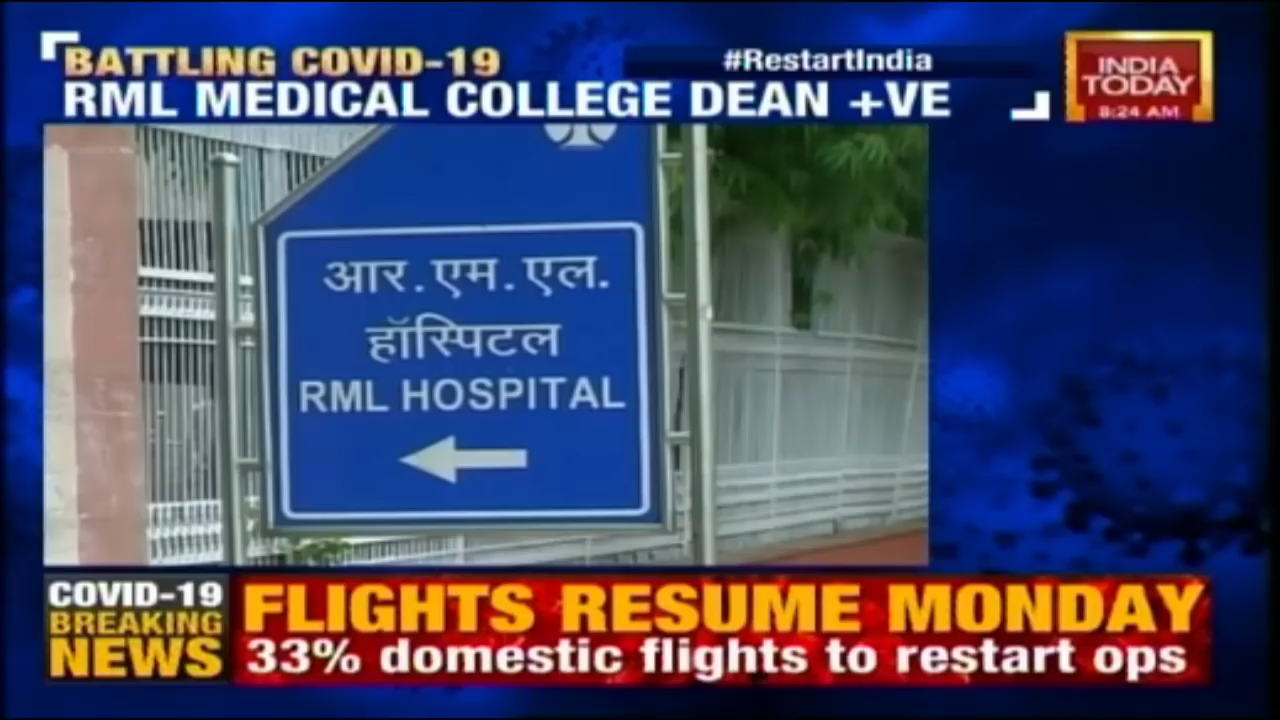 BATTLING COVID-19
#RestartIndia
RML MEDICAL COLLEGE DEAN +VE
INDIA
TODAY
8:24 AM
आर.एम.एल.
हॉस्पिटल
RML HOSPITAL
COVID-19
BREAKING
NEWS
FLIGHTS RESUME MONDAY
33% domestic flights to restart ops